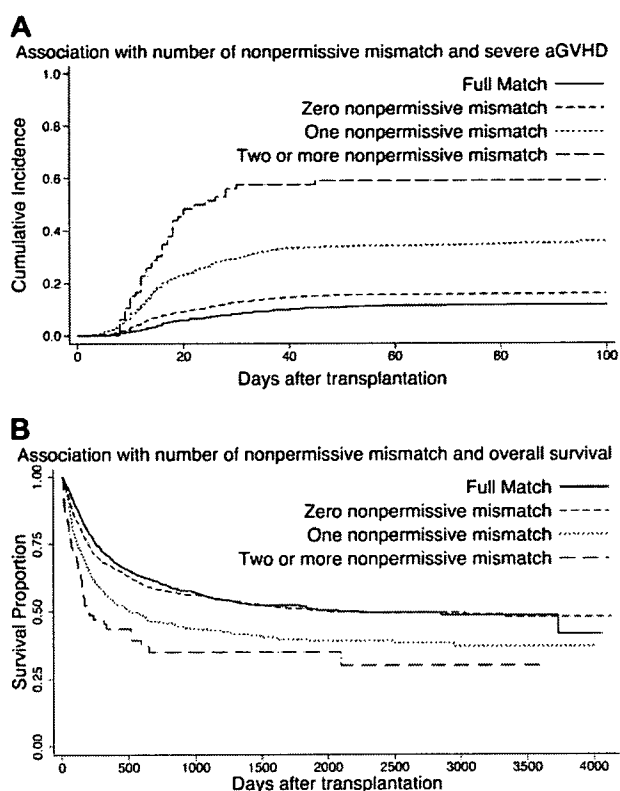 A
Association with number of nonpermissive mismatch and severe aGVHD
Full Match
Zero nonpermissive mismatch
One nonpermissive mismatch
Two or more nonpermissive mismatch
Cumulative Incidence
1.0
0.8
0.6
0.4
0.2
0.0
0 20 40 60 80 100
Days after transplantation
B
Association with number of nonpermissive mismatch and overall survival
Full Match
Zero nonpermissive mismatch
One nonpermissive mismatch
Two or more nonpermissive mismatch
Survival Proportion
1.00
0.75
0.50
0.25
0.00
0 500 1000 1500 2000 2500 3000 3500 4000
Days after transplantation